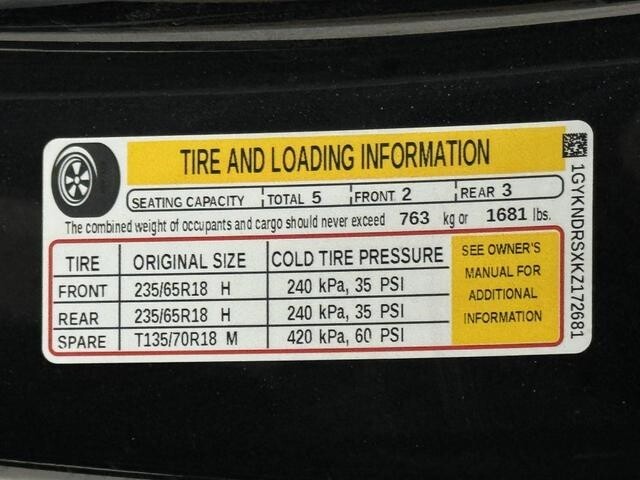 TIRE AND LOADING INFORMATION
SEATING CAPACITY TOTAL 5 FRONT 2 REAR 3
The combined weight of occupants and cargo should never exceed 763 kg or 1681 lbs.
TIRE ORIGINAL SIZE COLD TIRE PRESSURE
FRONT 235/65R18 H 240 kPa, 35 PSI
REAR 235/65R18 H 240 kPa, 35 PSI
SPARE T135/70R18 M 420 kPa, 60 PSI
SEE OWNER'S
MANUAL FOR
ADDITIONAL
INFORMATION
1GYKNDRSXKZ172681